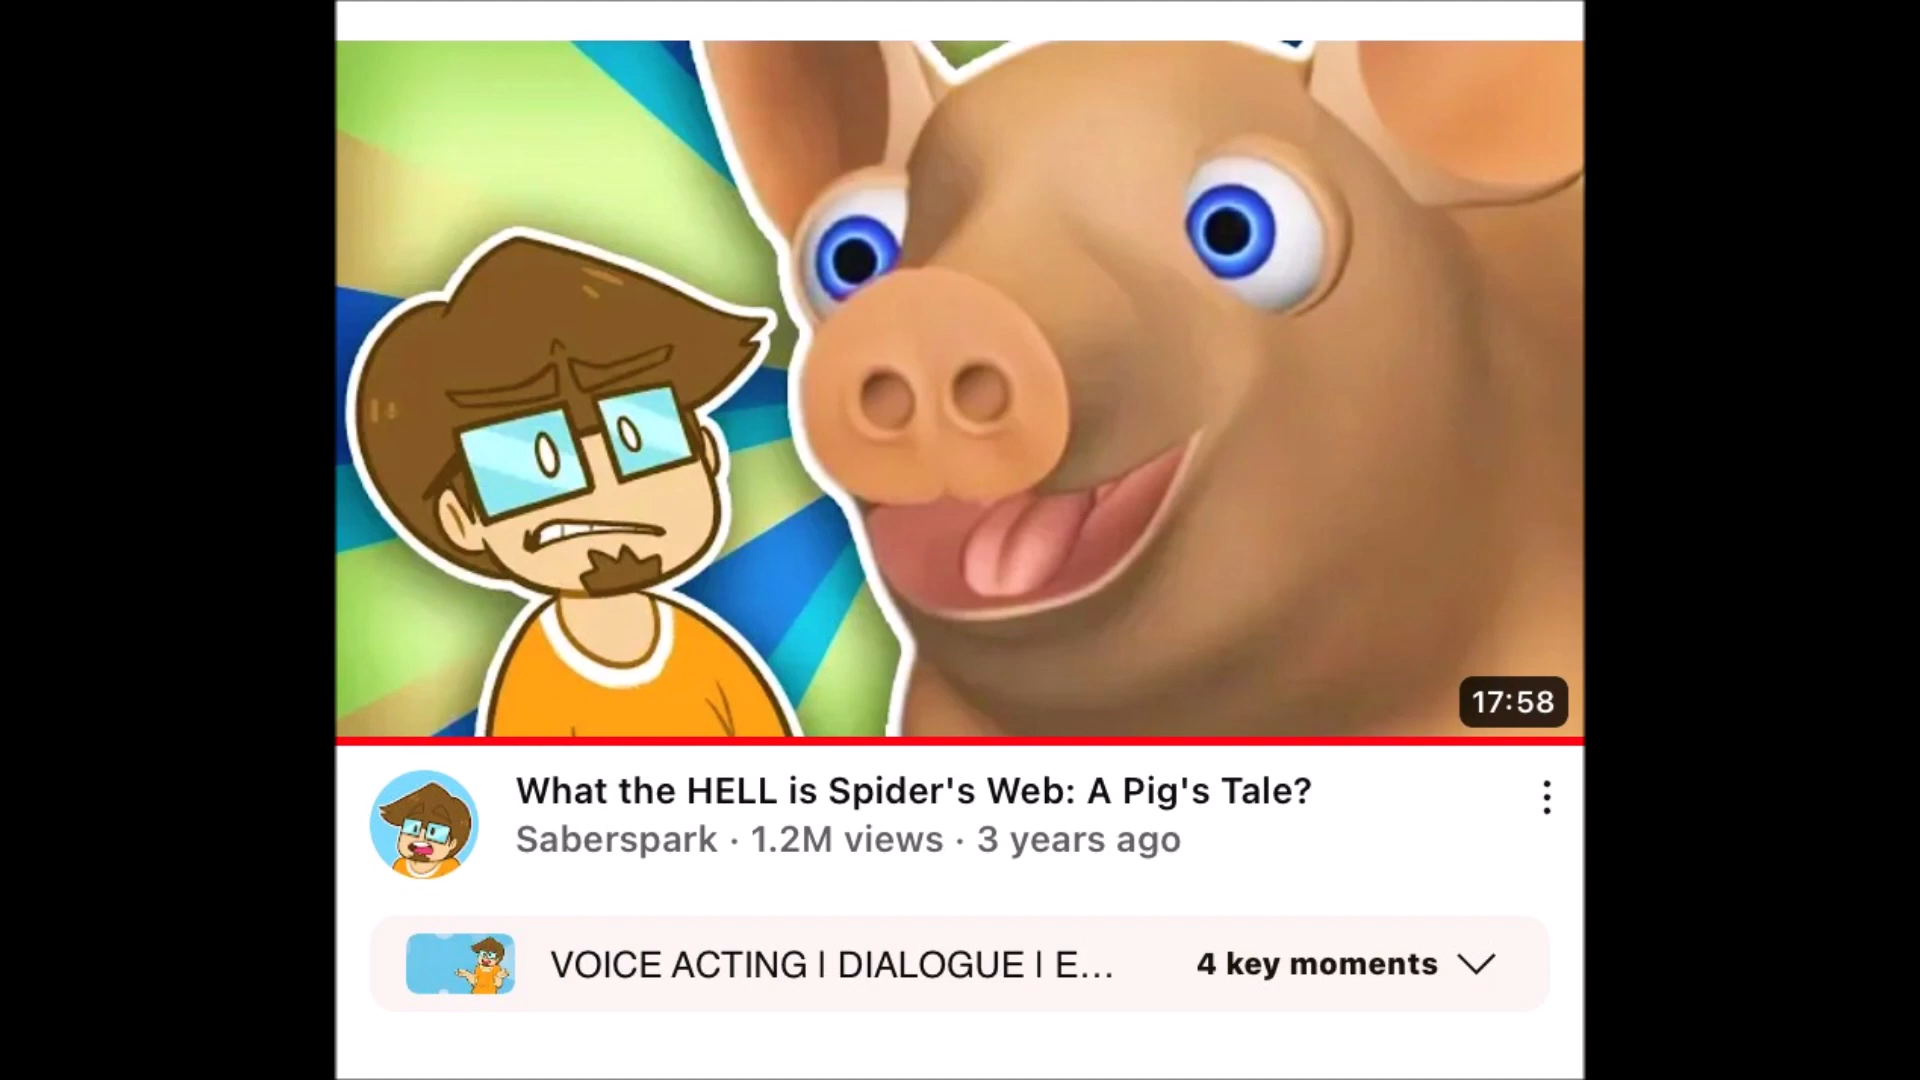 17:58
What the HELL is Spider's Web: A Pig's Tale?
Saberspark · 1.2M views · 3 years ago
VOICE ACTING | DIALOGUE | E... 4 key moments